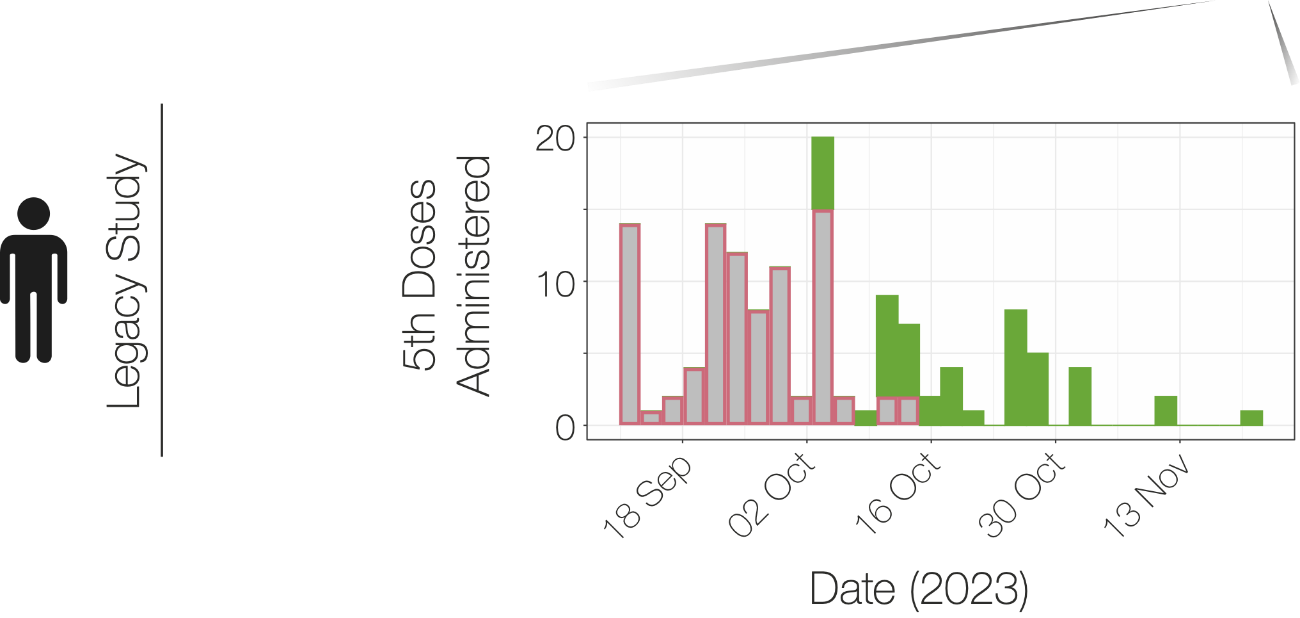 Legacy Study
5th Doses
Administered
20
10
0
18 Sep
02 Oct
16 Oct
30 Oct
13 Nov
Date (2023)